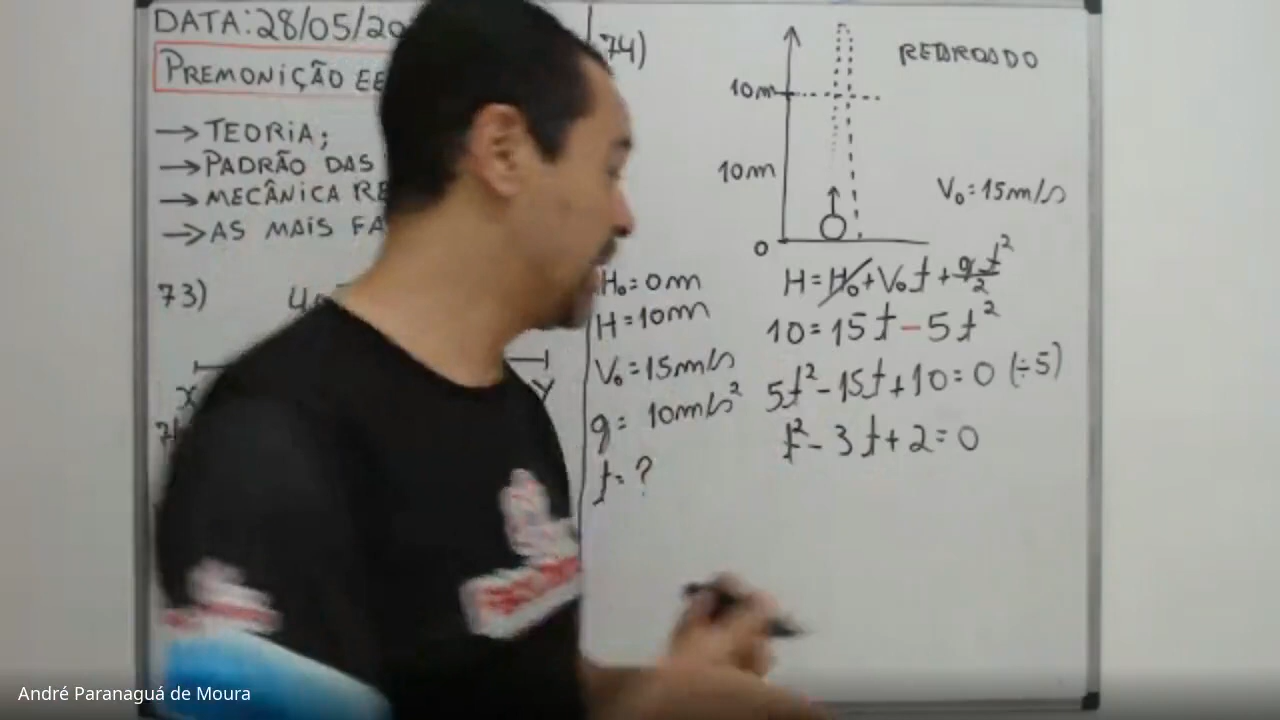 DATA: 28/05/20
PREMONIÇÃO EE
→ TEORIA;
→ PADRÃO DAS
→ MECÂNICA RE
→ AS MAIS FA
73)
X
Y
74)
10m
10m
0
RETARDADO
V₀=15m/s
H₀=0m
H=10m
V₀=15m/s
g=10m/s²
t=?
H=H₀+V₀t+gt²/2
10=15t-5t²
5t²-15t+10=0 (÷5)
t²-3t+2=0
André Paranaguá de Moura